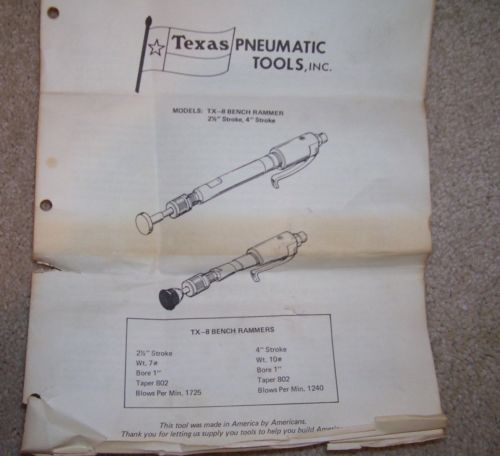 Texas PNEUMATIC
TOOLS, INC.
MODELS: TX-8 BENCH RAMMER
2½" Stroke, 4" Stroke
TX-8 BENCH RAMMERS
2½" Stroke
Wt. 7#
Bore 1"
Taper 802
Blows Per Min. 1725
4" Stroke
Wt. 10#
Bore 1"
Taper 802
Blows Per Min. 1240
This tool was made in America by Americans.
Thank you for letting us supply you tools to help you build